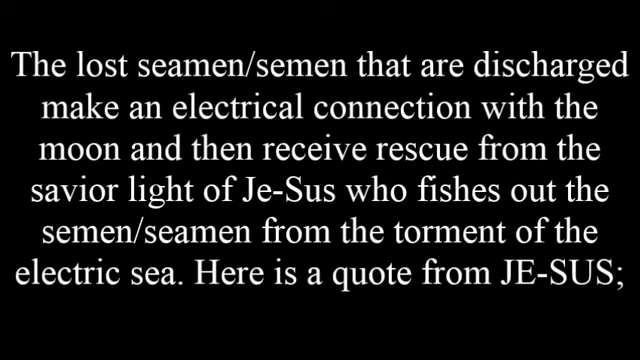 The lost seamen/semen that are discharged
make an electrical connection with the
moon and then receive rescue from the
savior light of Je-Sus who fishes out the
semen/seamen from the torment of the
electric sea. Here is a quote from JE-SUS;